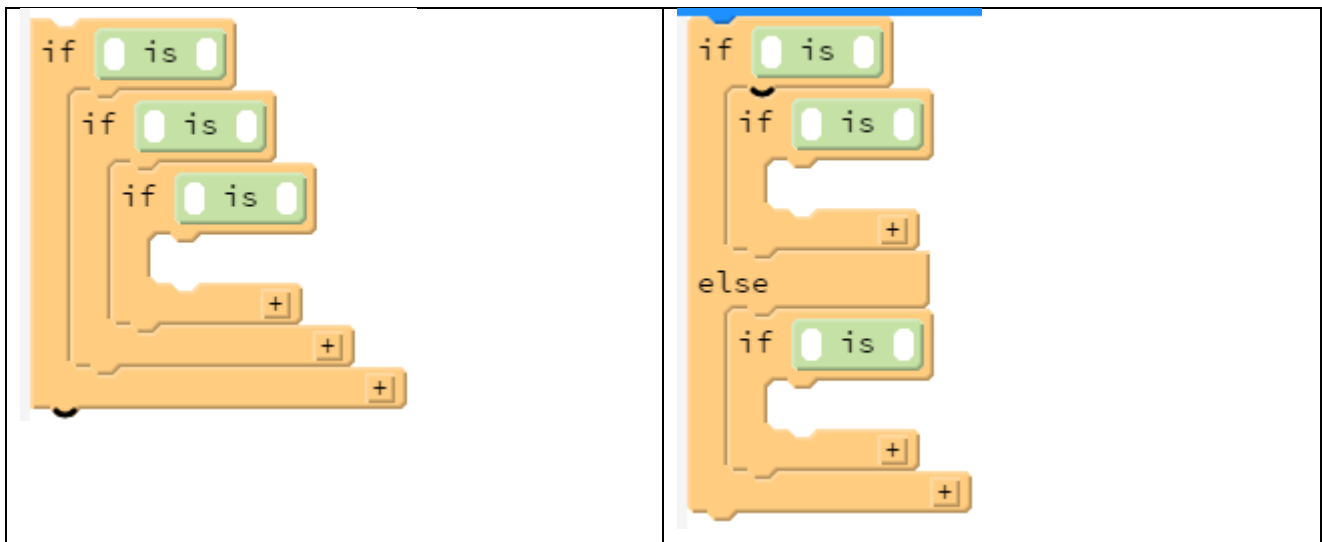 if is
if is
if is
+
+
+
if is
if is
+
else
if is
+
+